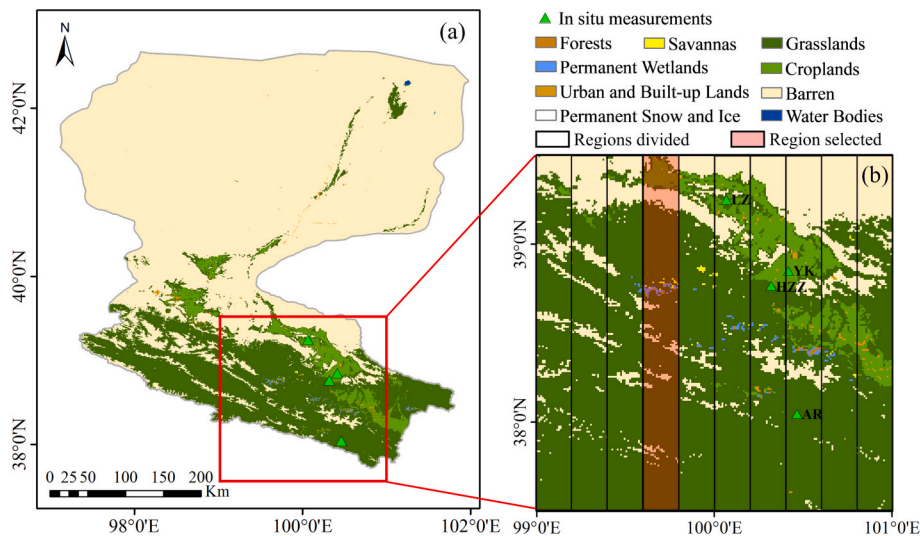 N
(a)
42°0'N
40°0'N
38°0'N
0 25 50 100 150 200
Km
98°0'E 100°0'E 102°0'E
In situ measurements
Forests Savannas Grasslands
Permanent Wetlands Croplands
Urban and Built-up Lands Barren
Permanent Snow and Ice Water Bodies
Regions divided Region selected
(b)
LZ
39°0'N
YK
HZZ
38°0'N
AR
99°0'E 100°0'E 101°0'E